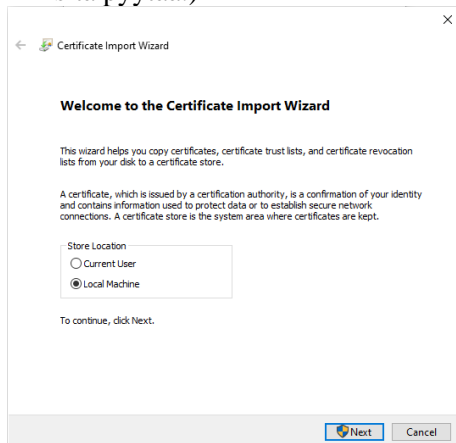 Certificate Import Wizard
Welcome to the Certificate Import Wizard
This wizard helps you copy certificates, certificate trust lists, and certificate revocation
lists from your disk to a certificate store.
A certificate, which is issued by a certification authority, is a confirmation of your identity
and contains information used to protect data or to establish secure network
connections. A certificate store is the system area where certificates are kept.
Store Location
Current User
Local Machine
To continue, click Next.
Next Cancel